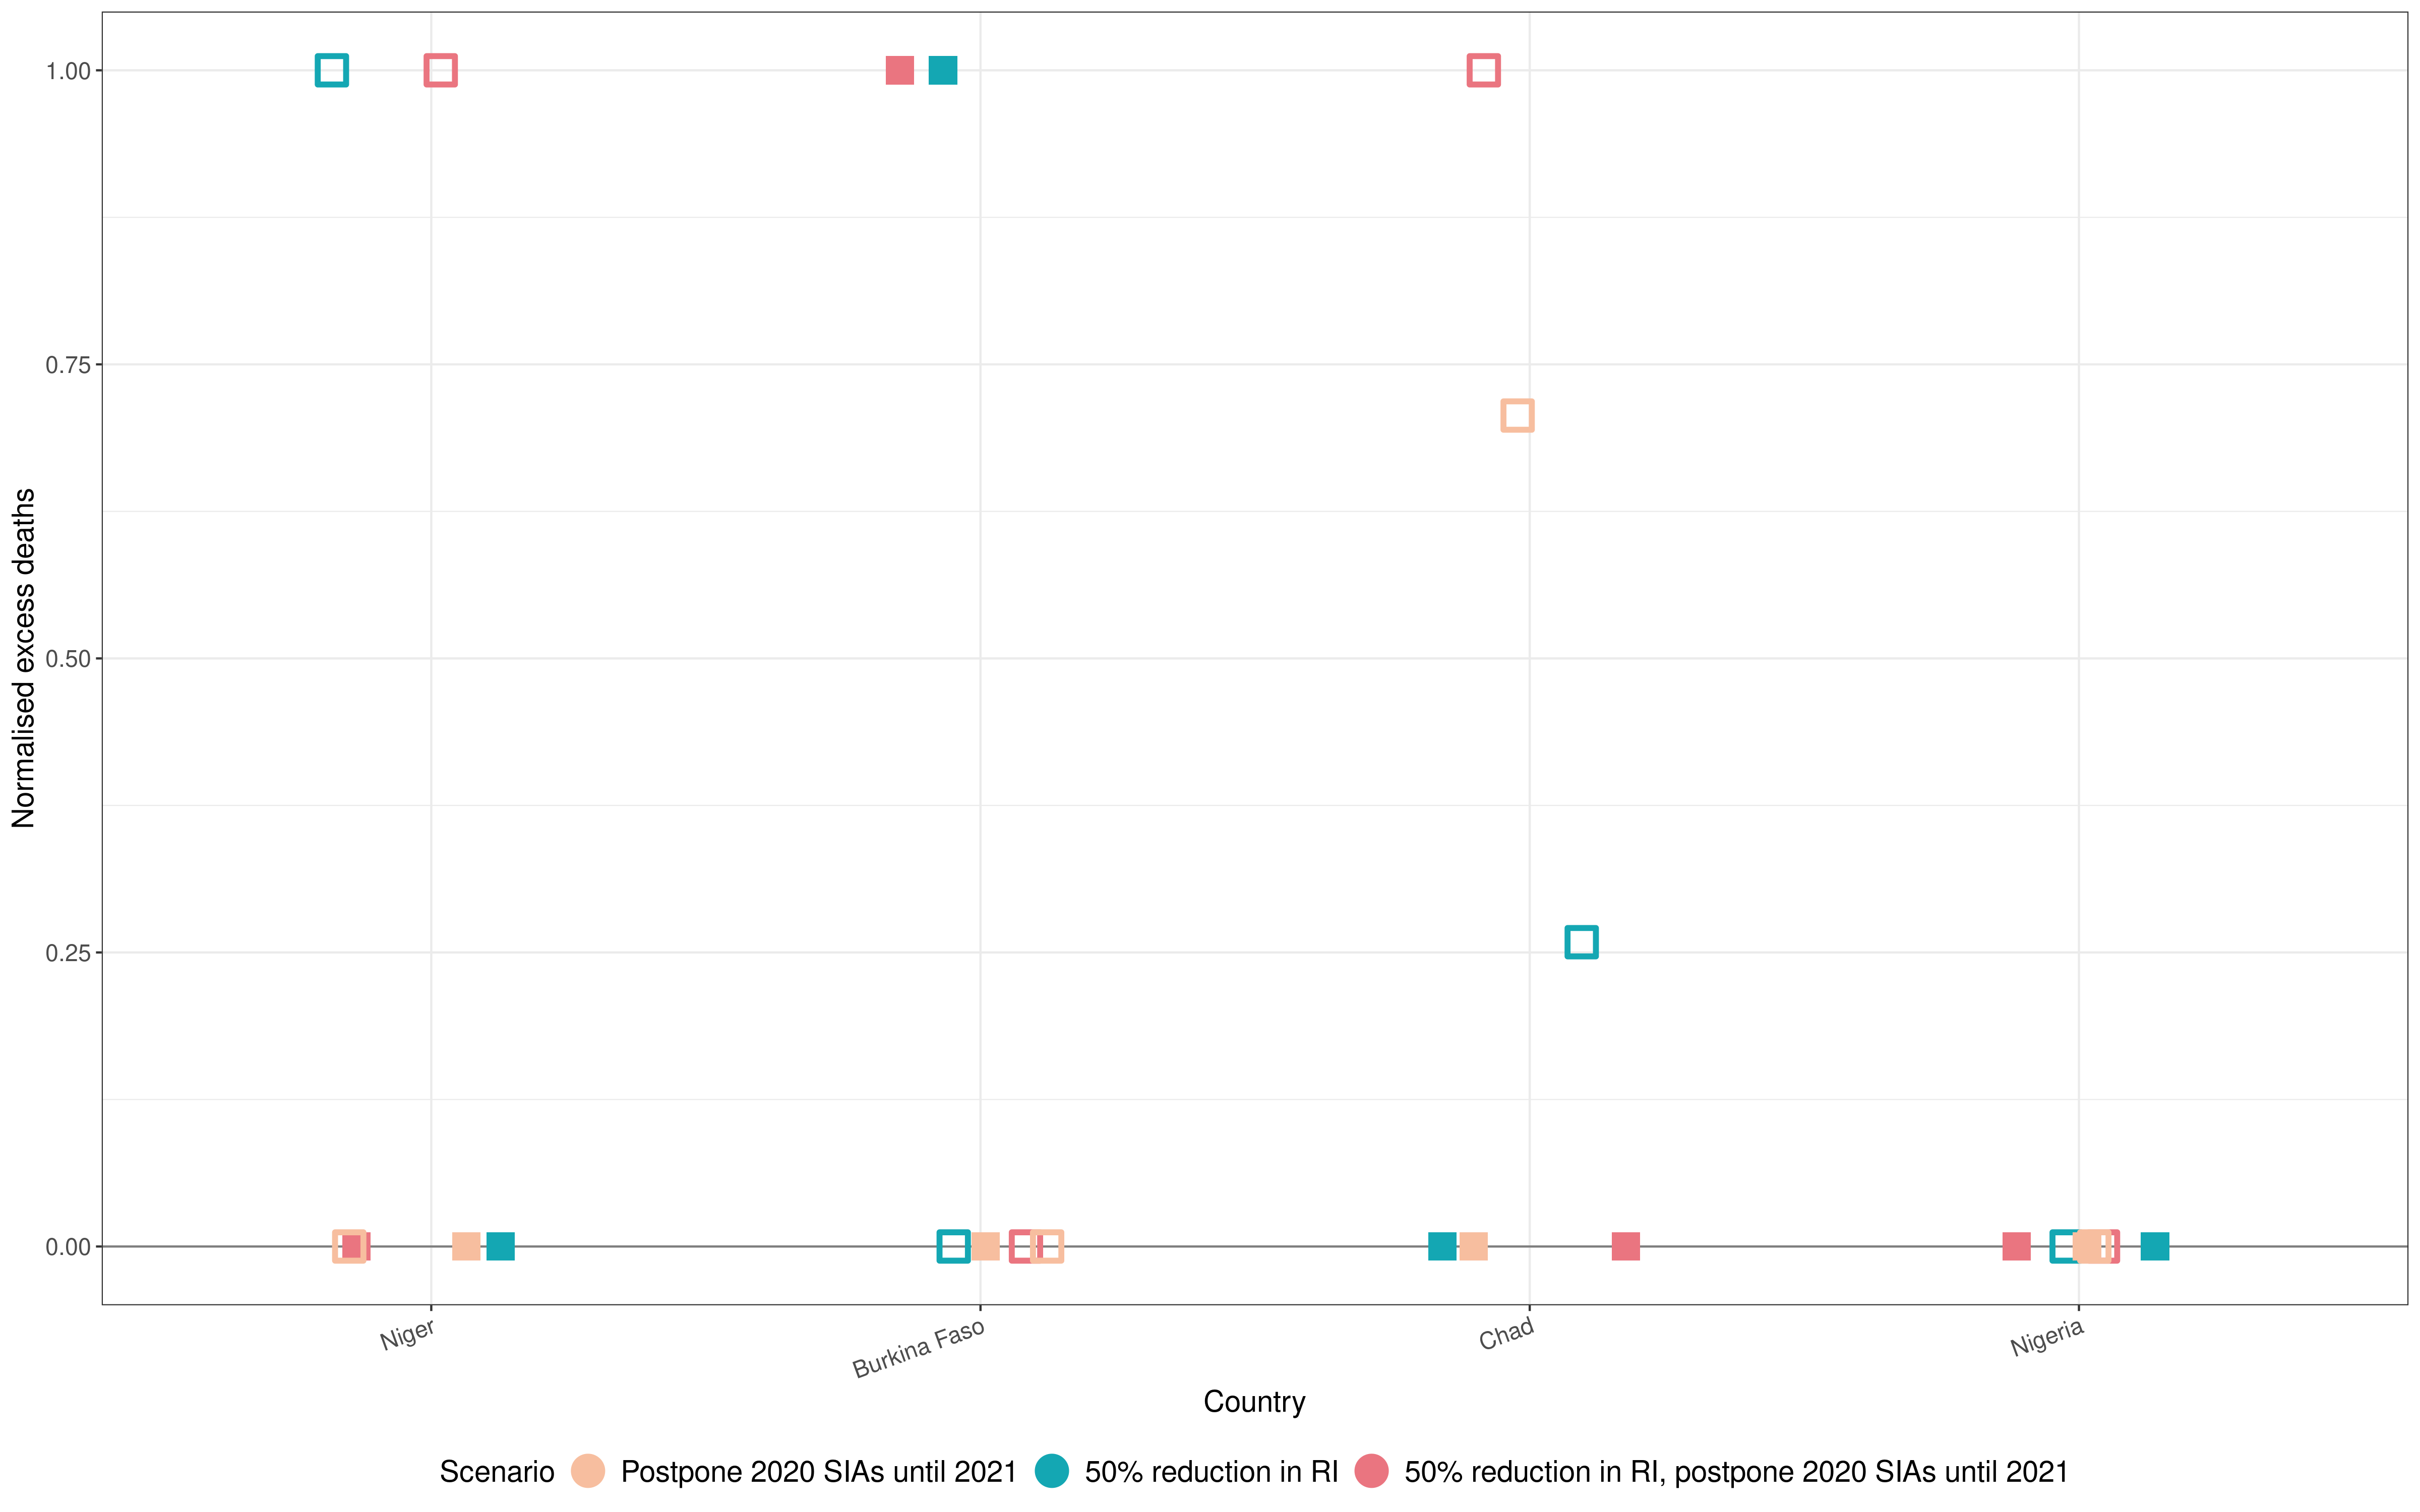 Normalised excess deaths
1.00
0.75
0.50
0.25
0.00
Niger
Burkina Faso
Chad
Nigeria
Country
Scenario Postpone 2020 SIAs until 2021 50% reduction in RI 50% reduction in RI, postpone 2020 SIAs until 2021